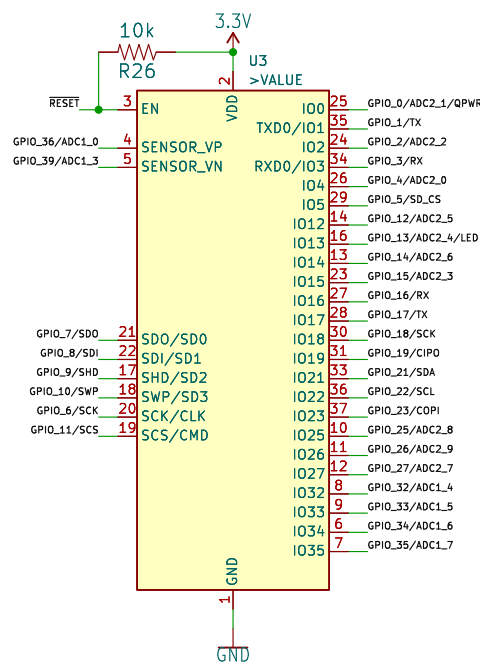 3.3V
10k
R26
U3
>VALUE
2
VDD
RESET
3
EN
GPIO_36/ADC1_0
4
SENSOR_VP
GPIO_39/ADC1_3
5
SENSOR_VN
GPIO_7/SDO
21
SDO/SD0
GPIO_8/SDI
22
SDI/SD1
GPIO_9/SHD
17
SHD/SD2
GPIO_10/SWP
18
SWP/SD3
GPIO_6/SCK
20
SCK/CLK
GPIO_11/SCS
19
SCS/CMD
IO0
25
GPIO_0/ADC2_1/QPWR
TXD0/IO1
35
GPIO_1/TX
IO2
24
GPIO_2/ADC2_2
RXD0/IO3
34
GPIO_3/RX
IO4
26
GPIO_4/ADC2_0
IO5
29
GPIO_5/SD_CS
IO12
14
GPIO_12/ADC2_5
IO13
16
GPIO_13/ADC2_4/LED
IO14
13
GPIO_14/ADC2_6
IO15
23
GPIO_15/ADC2_3
IO16
27
GPIO_16/RX
IO17
28
GPIO_17/TX
IO18
30
GPIO_18/SCK
IO19
31
GPIO_19/CIPO
IO21
33
GPIO_21/SDA
IO22
36
GPIO_22/SCL
IO23
37
GPIO_23/COPI
IO25
10
GPIO_25/ADC2_8
IO26
11
GPIO_26/ADC2_9
IO27
12
GPIO_27/ADC2_7
IO32
8
GPIO_32/ADC1_4
IO33
9
GPIO_33/ADC1_5
IO34
6
GPIO_34/ADC1_6
IO35
7
GPIO_35/ADC1_7
GND
1
GND